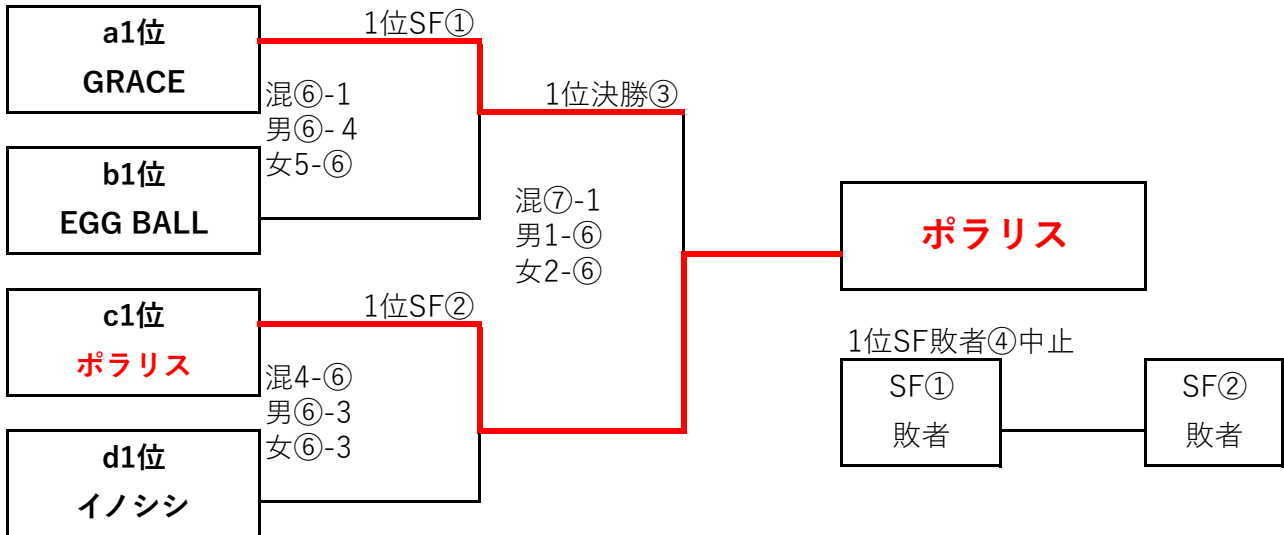 a1位
GRACE
1位SF①
混⑥-1
男⑥-4
女5-⑥
b1位
EGG BALL
1位決勝③
混⑦-1
男1-⑥
女2-⑥
ポラリス
c1位
ポラリス
1位SF②
混4-⑥
男⑥-3
女⑥-3
d1位
イノシシ
1位SF敗者④中止
SF①
敗者
SF②
敗者